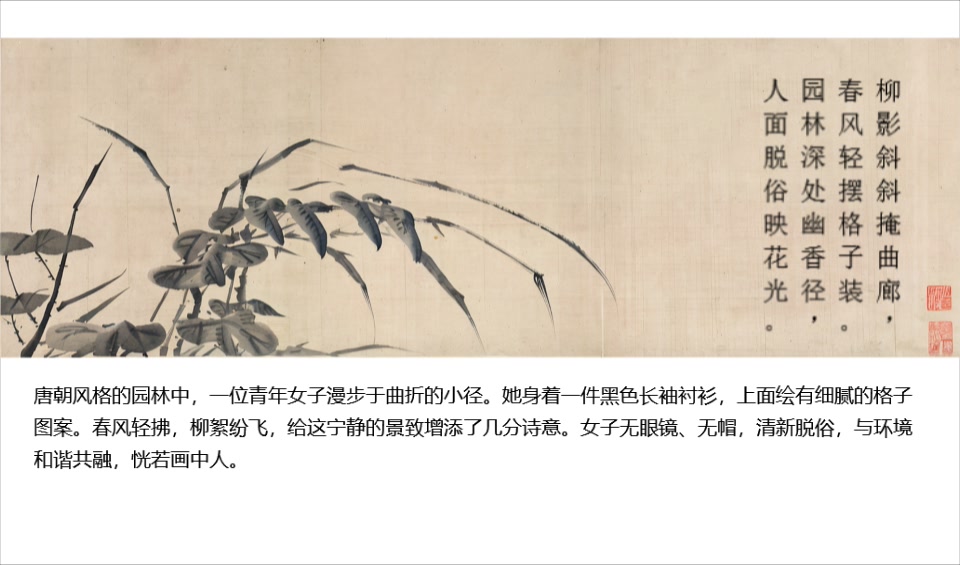 柳影斜斜掩曲廊，
春风轻摆格子装。
园林深处幽香径，
人面脱俗映花光。
唐朝风格的园林中，一位青年女子漫步于曲折的小径。她身着一件黑色长袖衬衫，上面绘有细腻的格子
图案。春风轻拂，柳絮纷飞，给这宁静的景致增添了几分诗意。女子无眼镜、无帽，清新脱俗，与环境
和谐共融，恍若画中人。